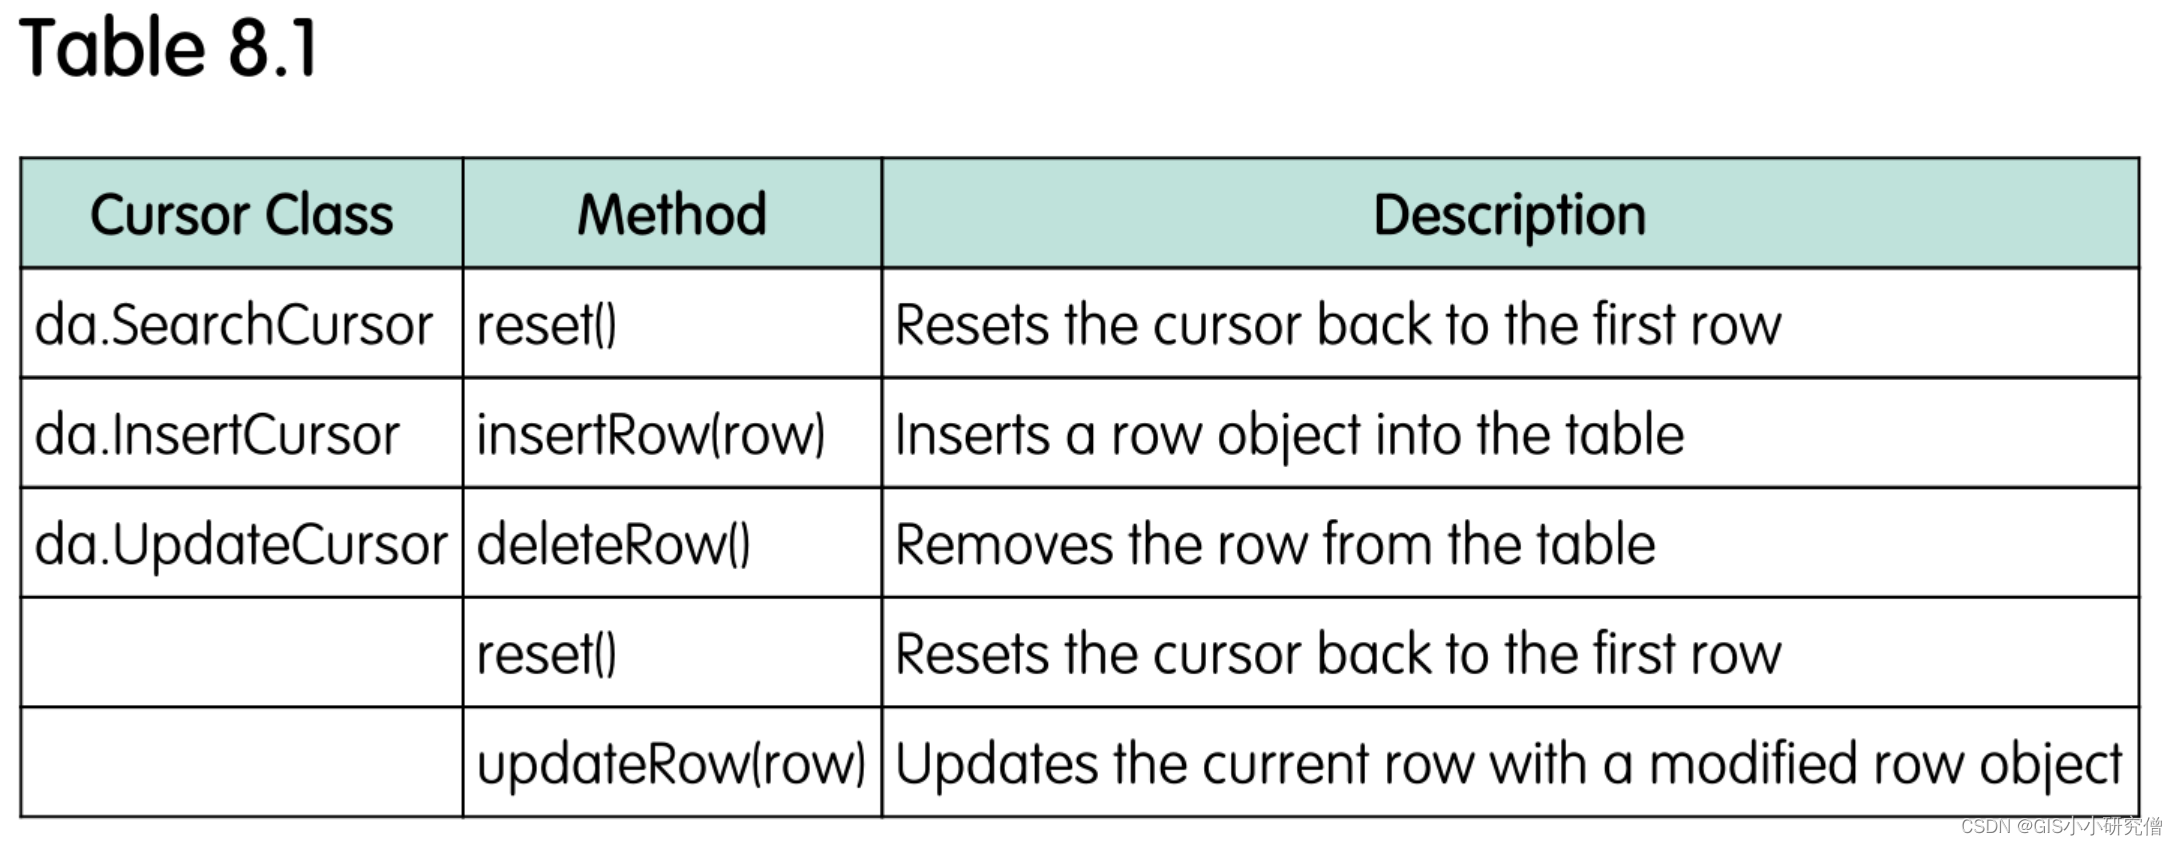 Table 8.1
Cursor Class Method Description
da.SearchCursor reset() Resets the cursor back to the first row
da.InsertCursor insertRow(row) Inserts a row object into the table
da.UpdateCursor deleteRow() Removes the row from the table
reset() Resets the cursor back to the first row
updateRow(row) Updates the current row with a modified row object
CSDN @GIS小小研究僧